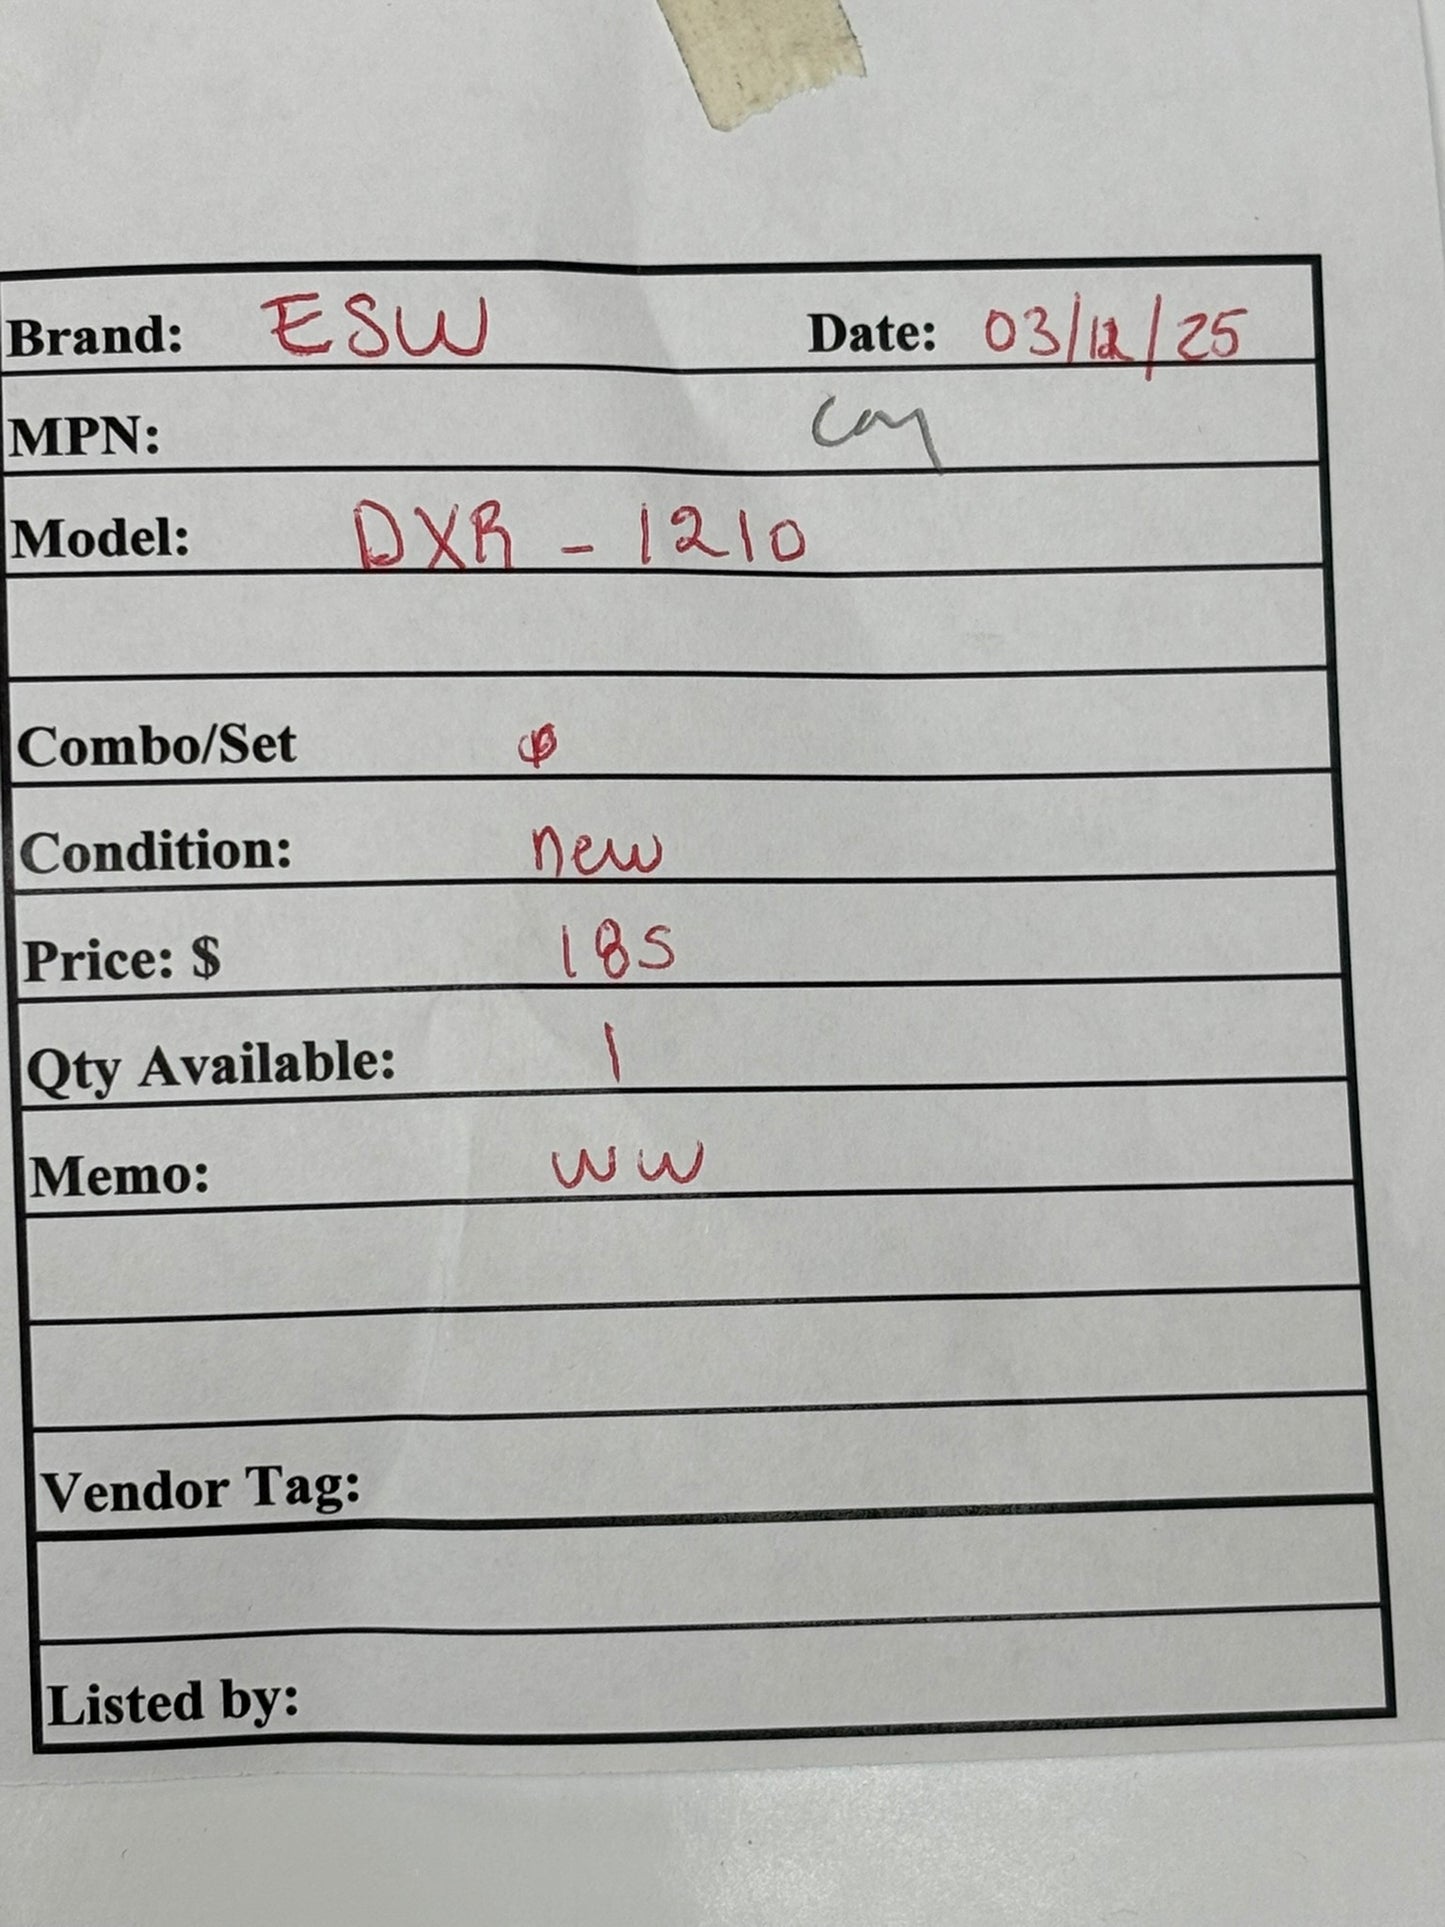 Brand: ESW Date: 03/12/25
MPN:
Model: DXR - 1210
Combo/Set
Condition: new
Price: $ 185
Qty Available: 1
Memo: WW
Vendor Tag:
Listed by: